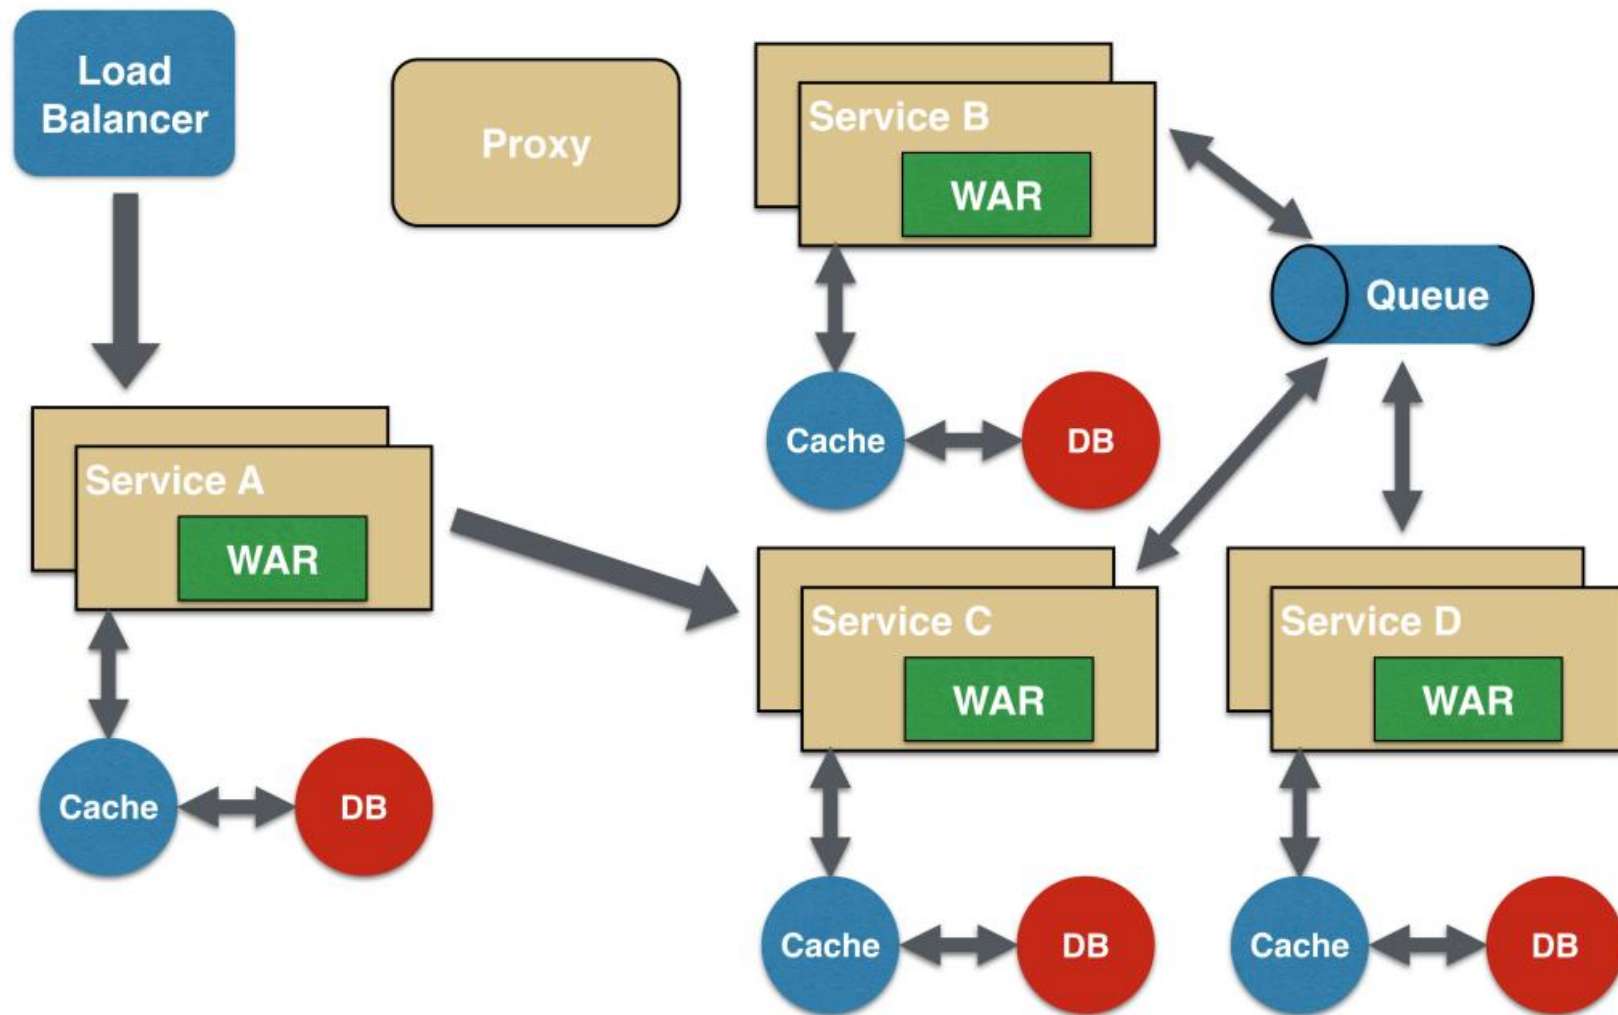 Load
Balancer
Proxy
Service B
WAR
Queue
Cache
DB
Service A
WAR
Service C
WAR
Service D
WAR
Cache
DB
Cache
DB
Cache
DB